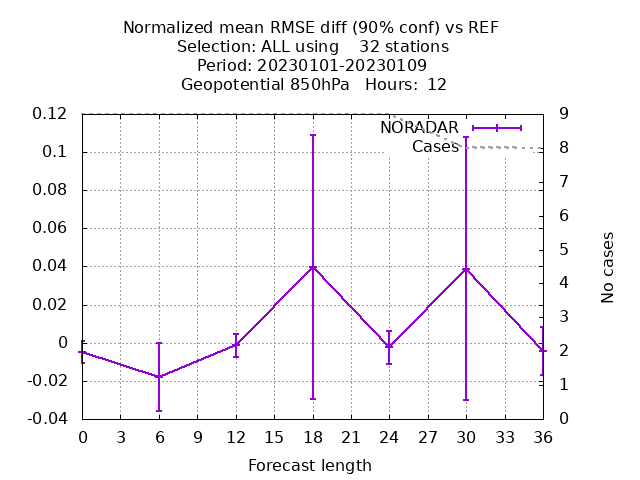 Normalized mean RMSE diff (90% conf) vs REF
Selection: ALL using    32 stations
Period: 20230101-20230109
Geopotential 850hPa   Hours:  12
NORADAR
Cases
0.12
0.1
0.08
0.06
0.04
0.02
0
-0.02
-0.04
9
8
7
6
5
4
3
2
1
0
No cases
0 3 6 9 12 15 18 21 24 27 30 33 36
Forecast length